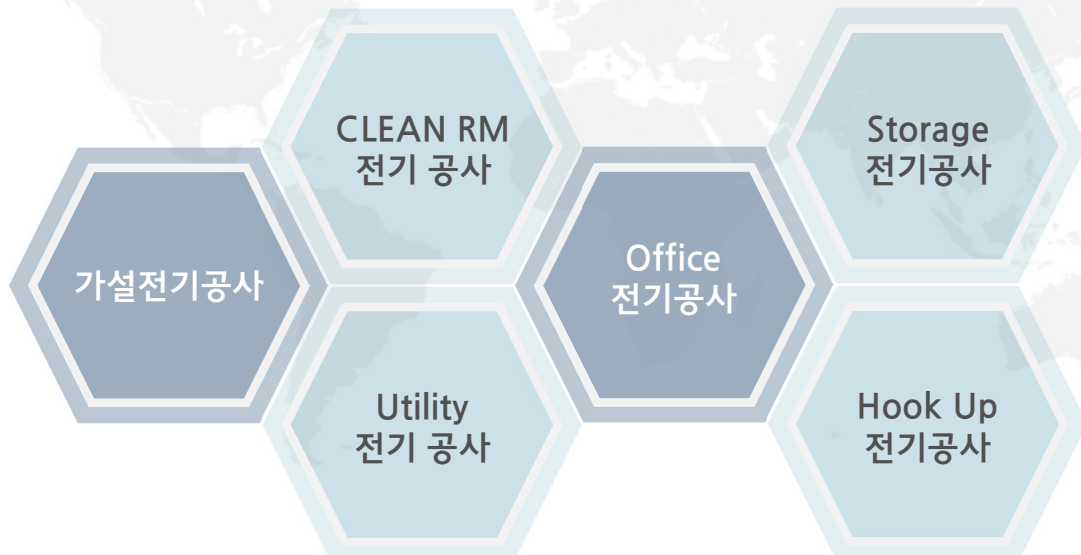 가설전기공사
CLEAN RM
전기 공사
Utility
전기 공사
Office
전기공사
Storage
전기공사
Hook Up
전기공사